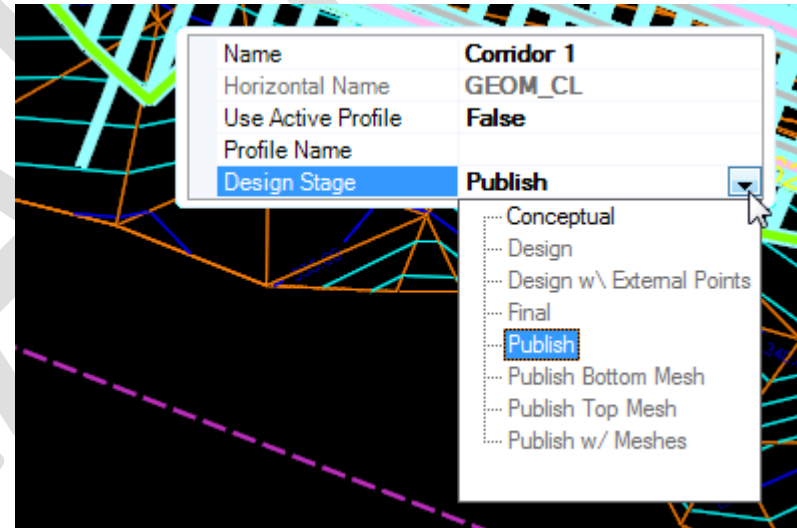 Name Corridor 1
Horizontal Name GEOM_CL
Use Active Profile False
Profile Name
Design Stage Publish
Conceptual
Design
Design w\ External Points
Final
Publish
Publish Bottom Mesh
Publish Top Mesh
Publish w/ Meshes